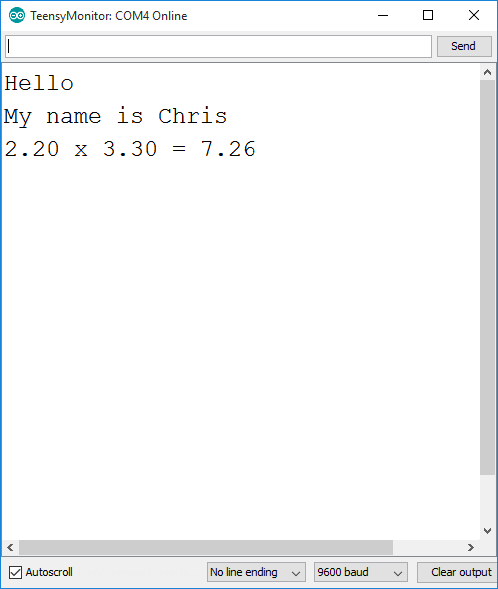 TeensyMonitor: COM4 Online
Send
Hello
My name is Chris
2.20 x 3.30 = 7.26
Autoscroll
No line ending
9600 baud
Clear output